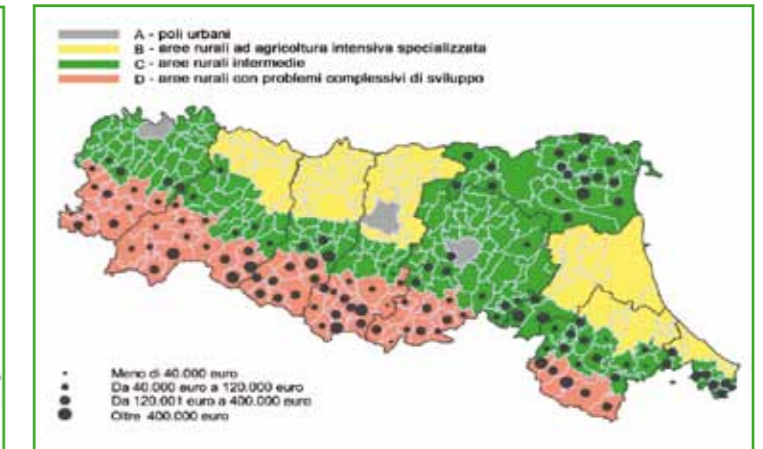 A - poli urbani
B - aree rurali ad agricoltura intensiva specializzata
C - aree rurali intermedie
D - aree rurali con problemi complessivi di sviluppo
Meno di 40.000 euro
Da 40.000 euro a 120.000 euro
Da 120.001 euro a 400.000 euro
Oltre 400.000 euro